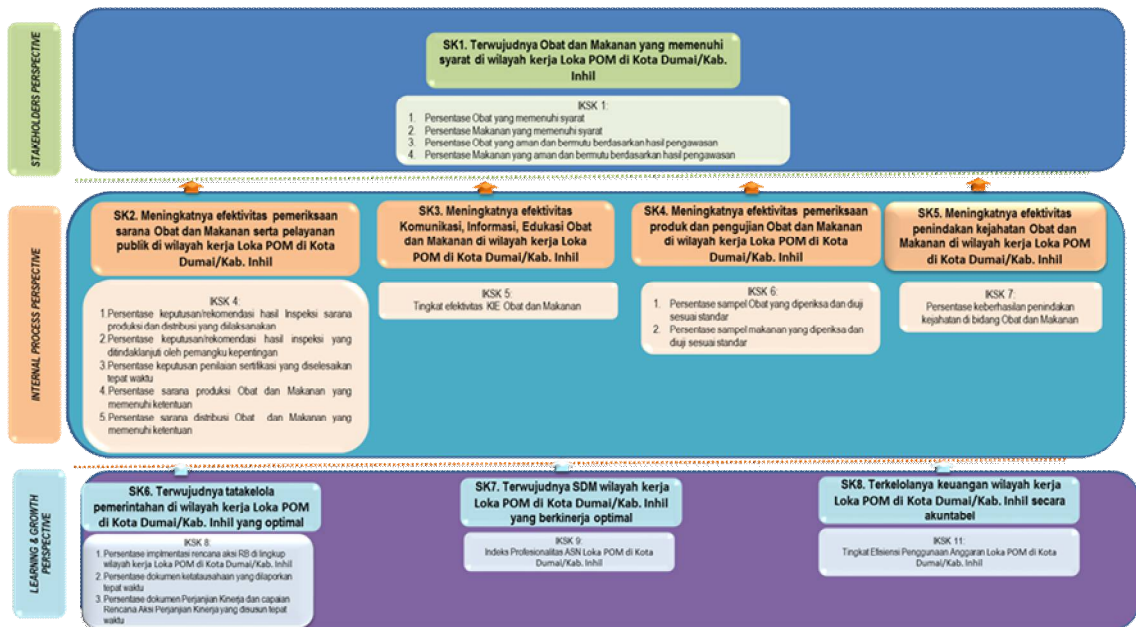 STAKEHOLDERS PERSPECTIVE
SK1. Terwujudnya Obat dan Makanan yang memenuhi
syarat di wilayah kerja Loka POM di Kota Dumai/Kab.
Inhil
IKSK 1:
1. Persentase Obat yang memenuhi syarat
2. Persentase Makanan yang memenuhi syarat
3. Persentase Obat yang aman dan bermutu berdasarkan hasil pengawasan
4. Persentase Makanan yang aman dan bermutu berdasarkan hasil pengawasan
INTERNAL PROCESS PERSPECTIVE
SK2. Meningkatnya efektivitas pemeriksaan
sarana Obat dan Makanan serta pelayanan
publik di wilayah kerja Loka POM di Kota
Dumai/Kab. Inhil
IKSK 4:
1.Persentase keputusan/rekomendasi hasil Inspeksi sarana
produksi dan distribusi yang dilaksanakan
2.Persentase keputusan/rekomendasi hasil inspeksi yang
ditindaklanjuti oleh pemangku kepentingan
3.Persentase keputusan penilaian sertifikasi yang diselesaikan
tepat waktu
4.Persentase sarana produksi Obat dan Makanan yang
memenuhi ketentuan
5.Persentase sarana distribusi Obat dan Makanan yang
memenuhi ketentuan
SK3. Meningkatnya efektivitas
Komunikasi, Informasi, Edukasi Obat
dan Makanan di wilayah kerja Loka
POM di Kota Dumai/Kab. Inhil
IKSK 5:
Tingkat efektivitas KIE Obat dan Makanan
SK4. Meningkatnya efektivitas pemeriksaan
produk dan pengujian Obat dan Makanan
di wilayah kerja Loka POM di Kota
Dumai/Kab. Inhil
IKSK 6:
1. Persentase sampel Obat yang diperiksa dan diuji
sesuai standar
2. Persentase sampel makanan yang diperiksa dan
diuji sesuai standar
SK5. Meningkatnya efektivitas
penindakan kejahatan Obat dan
Makanan di wilayah kerja Loka POM
di Kota Dumai/Kab. Inhil
IKSK 7:
Persentase keberhasilan penindakan
kejahatan di bidang Obat dan Makanan
LEARNING & GROWTH
PERSPECTIVE
SK6. Terwujudnya tatakelola
pemerintahan di wilayah kerja Loka POM
di Kota Dumai/Kab. Inhil yang optimal
IKSK 8:
1. Persentase implmentasi rencana aksi RB di lingkup
wilayah kerja Loka POM di Kota Dumai/Kab. Inhil
2. Persentase dokumen ketatausahaan yang dilaporkan
tepat waktu
3. Persentase dokumen Perjanjian Kinerja dan capaian
Rencana Aksi Perjanjian Kinerja yang disusun tepat
waktu
SK7. Terwujudnya SDM wilayah kerja
Loka POM di Kota Dumai/Kab. Inhil
yang berkinerja optimal
IKSK 9:
Indeks Profesionalitas ASN Loka POM di Kota
Dumai/Kab. Inhil
SK8. Terkelolanya keuangan wilayah kerja
Loka POM di Kota Dumai/Kab. Inhil secara
akuntabel
IKSK 11:
Tingkat Efisiensi Penggunaan Anggaran Loka POM di Kota
Dumai/Kab. Inhil